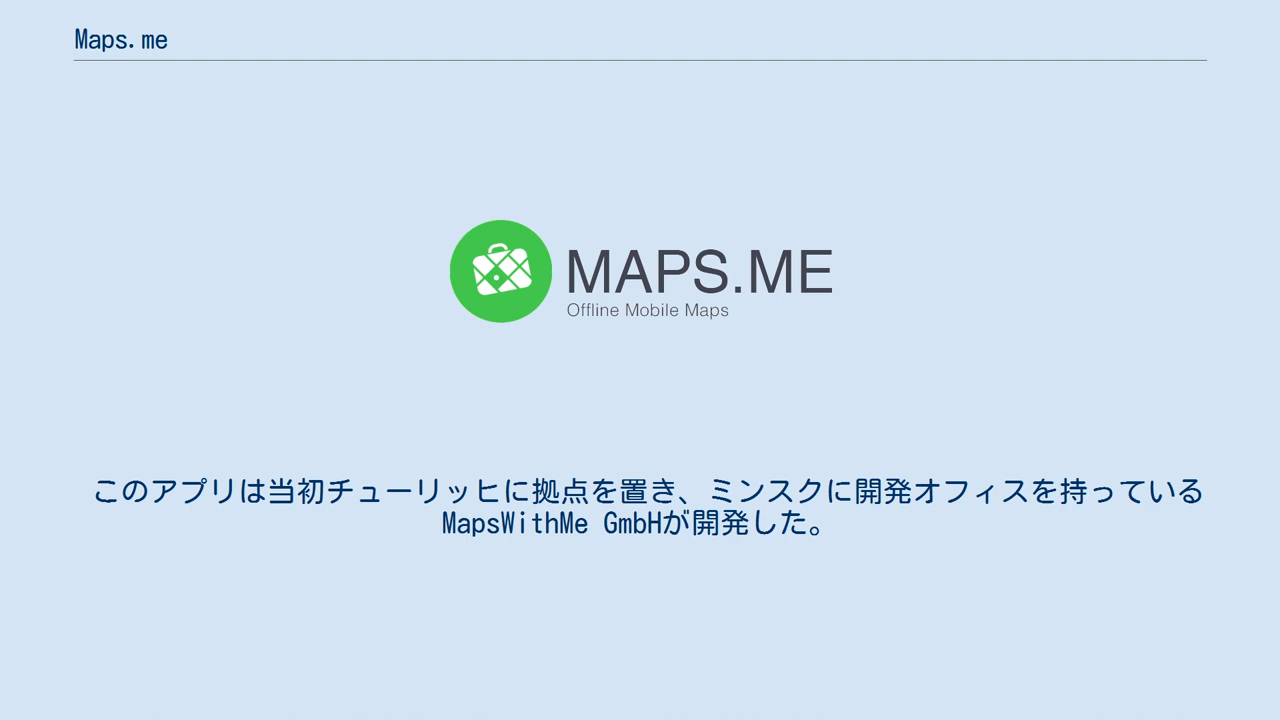 Maps.me
MAPS.ME
Offline Mobile Maps
このアプリは当初チューリッヒに拠点を置き、ミンスクに開発オフィスを持っている
MapsWithMe GmbHが開発した。